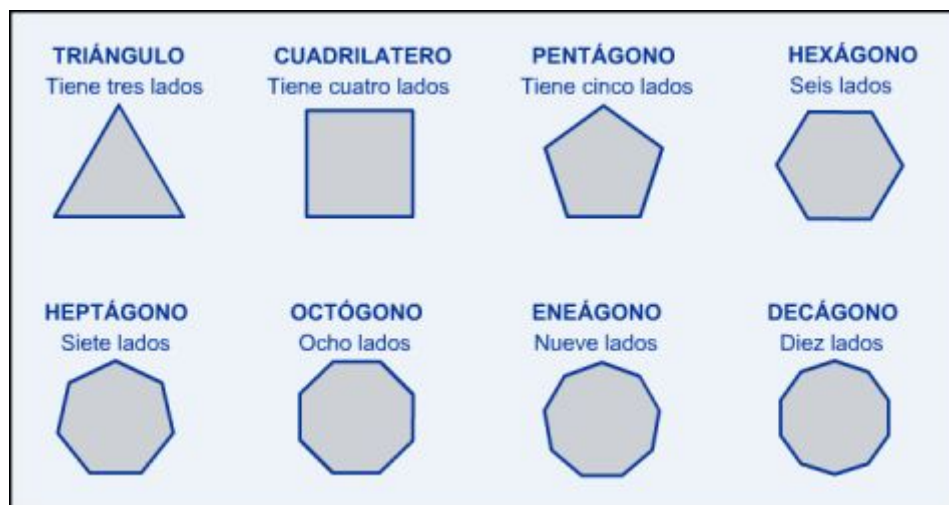 TRIÁNGULO
Tiene tres lados
CUADRILATERO
Tiene cuatro lados
PENTÁGONO
Tiene cinco lados
HEXÁGONO
Seis lados
HEPTÁGONO
Siete lados
OCTÓGONO
Ocho lados
ENEÁGONO
Nueve lados
DECÁGONO
Diez lados